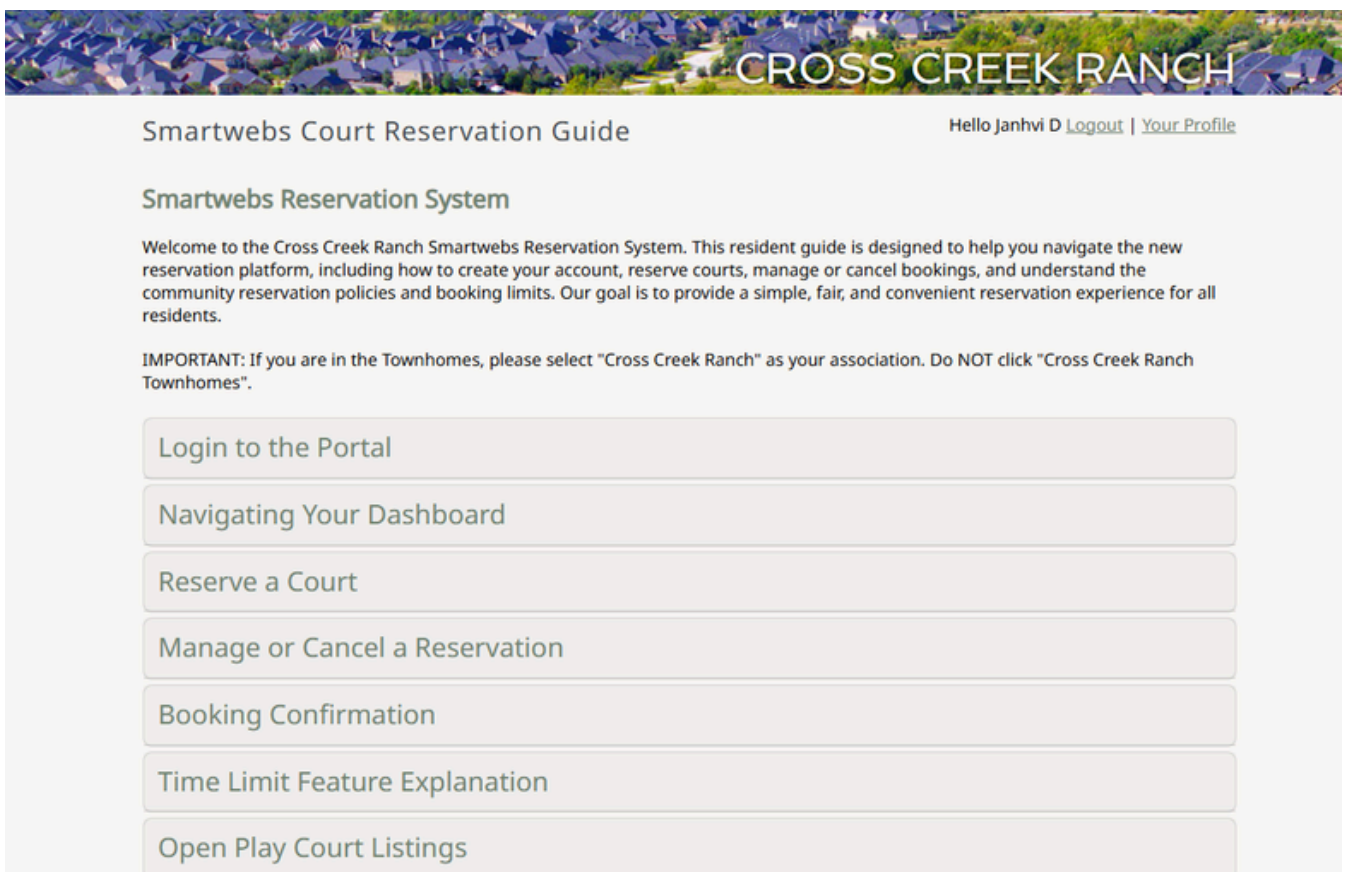 CROSS CREEK RANCH
Smartwebs Court Reservation Guide
Hello Janhvi D Logout | Your Profile
Smartwebs Reservation System
Welcome to the Cross Creek Ranch Smartwebs Reservation System. This resident guide is designed to help you navigate the new
reservation platform, including how to create your account, reserve courts, manage or cancel bookings, and understand the
community reservation policies and booking limits. Our goal is to provide a simple, fair, and convenient reservation experience for all
residents.
IMPORTANT: If you are in the Townhomes, please select "Cross Creek Ranch" as your association. Do NOT click "Cross Creek Ranch
Townhomes".
Login to the Portal
Navigating Your Dashboard
Reserve a Court
Manage or Cancel a Reservation
Booking Confirmation
Time Limit Feature Explanation
Open Play Court Listings